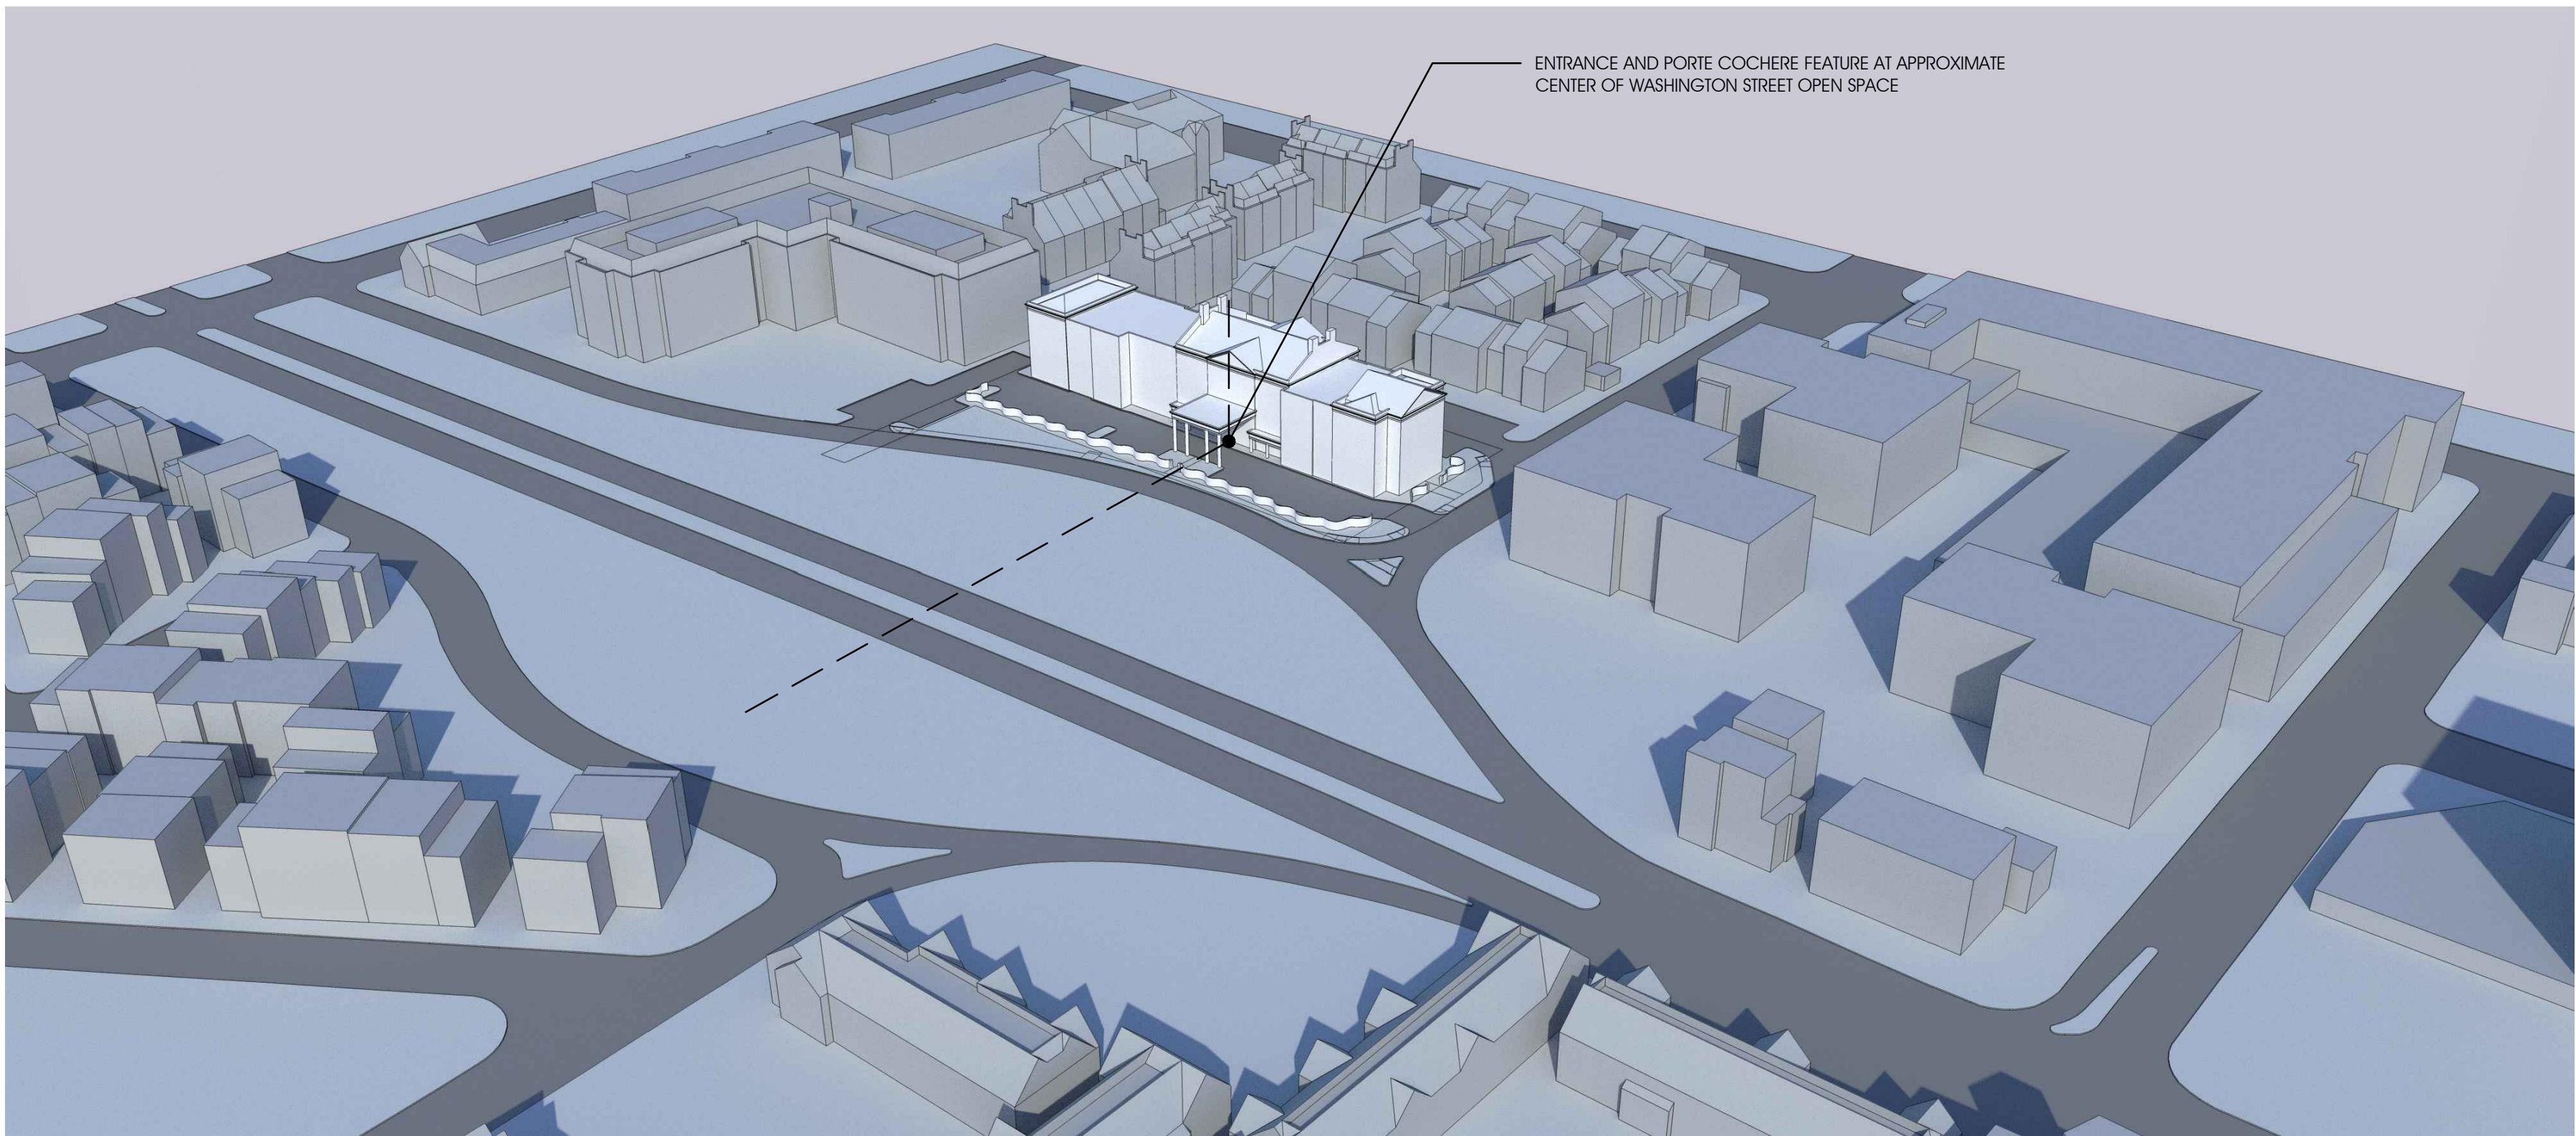 ENTRANCE AND PORTE COCHERE FEATURE AT APPROXIMATE
CENTER OF WASHINGTON STREET OPEN SPACE